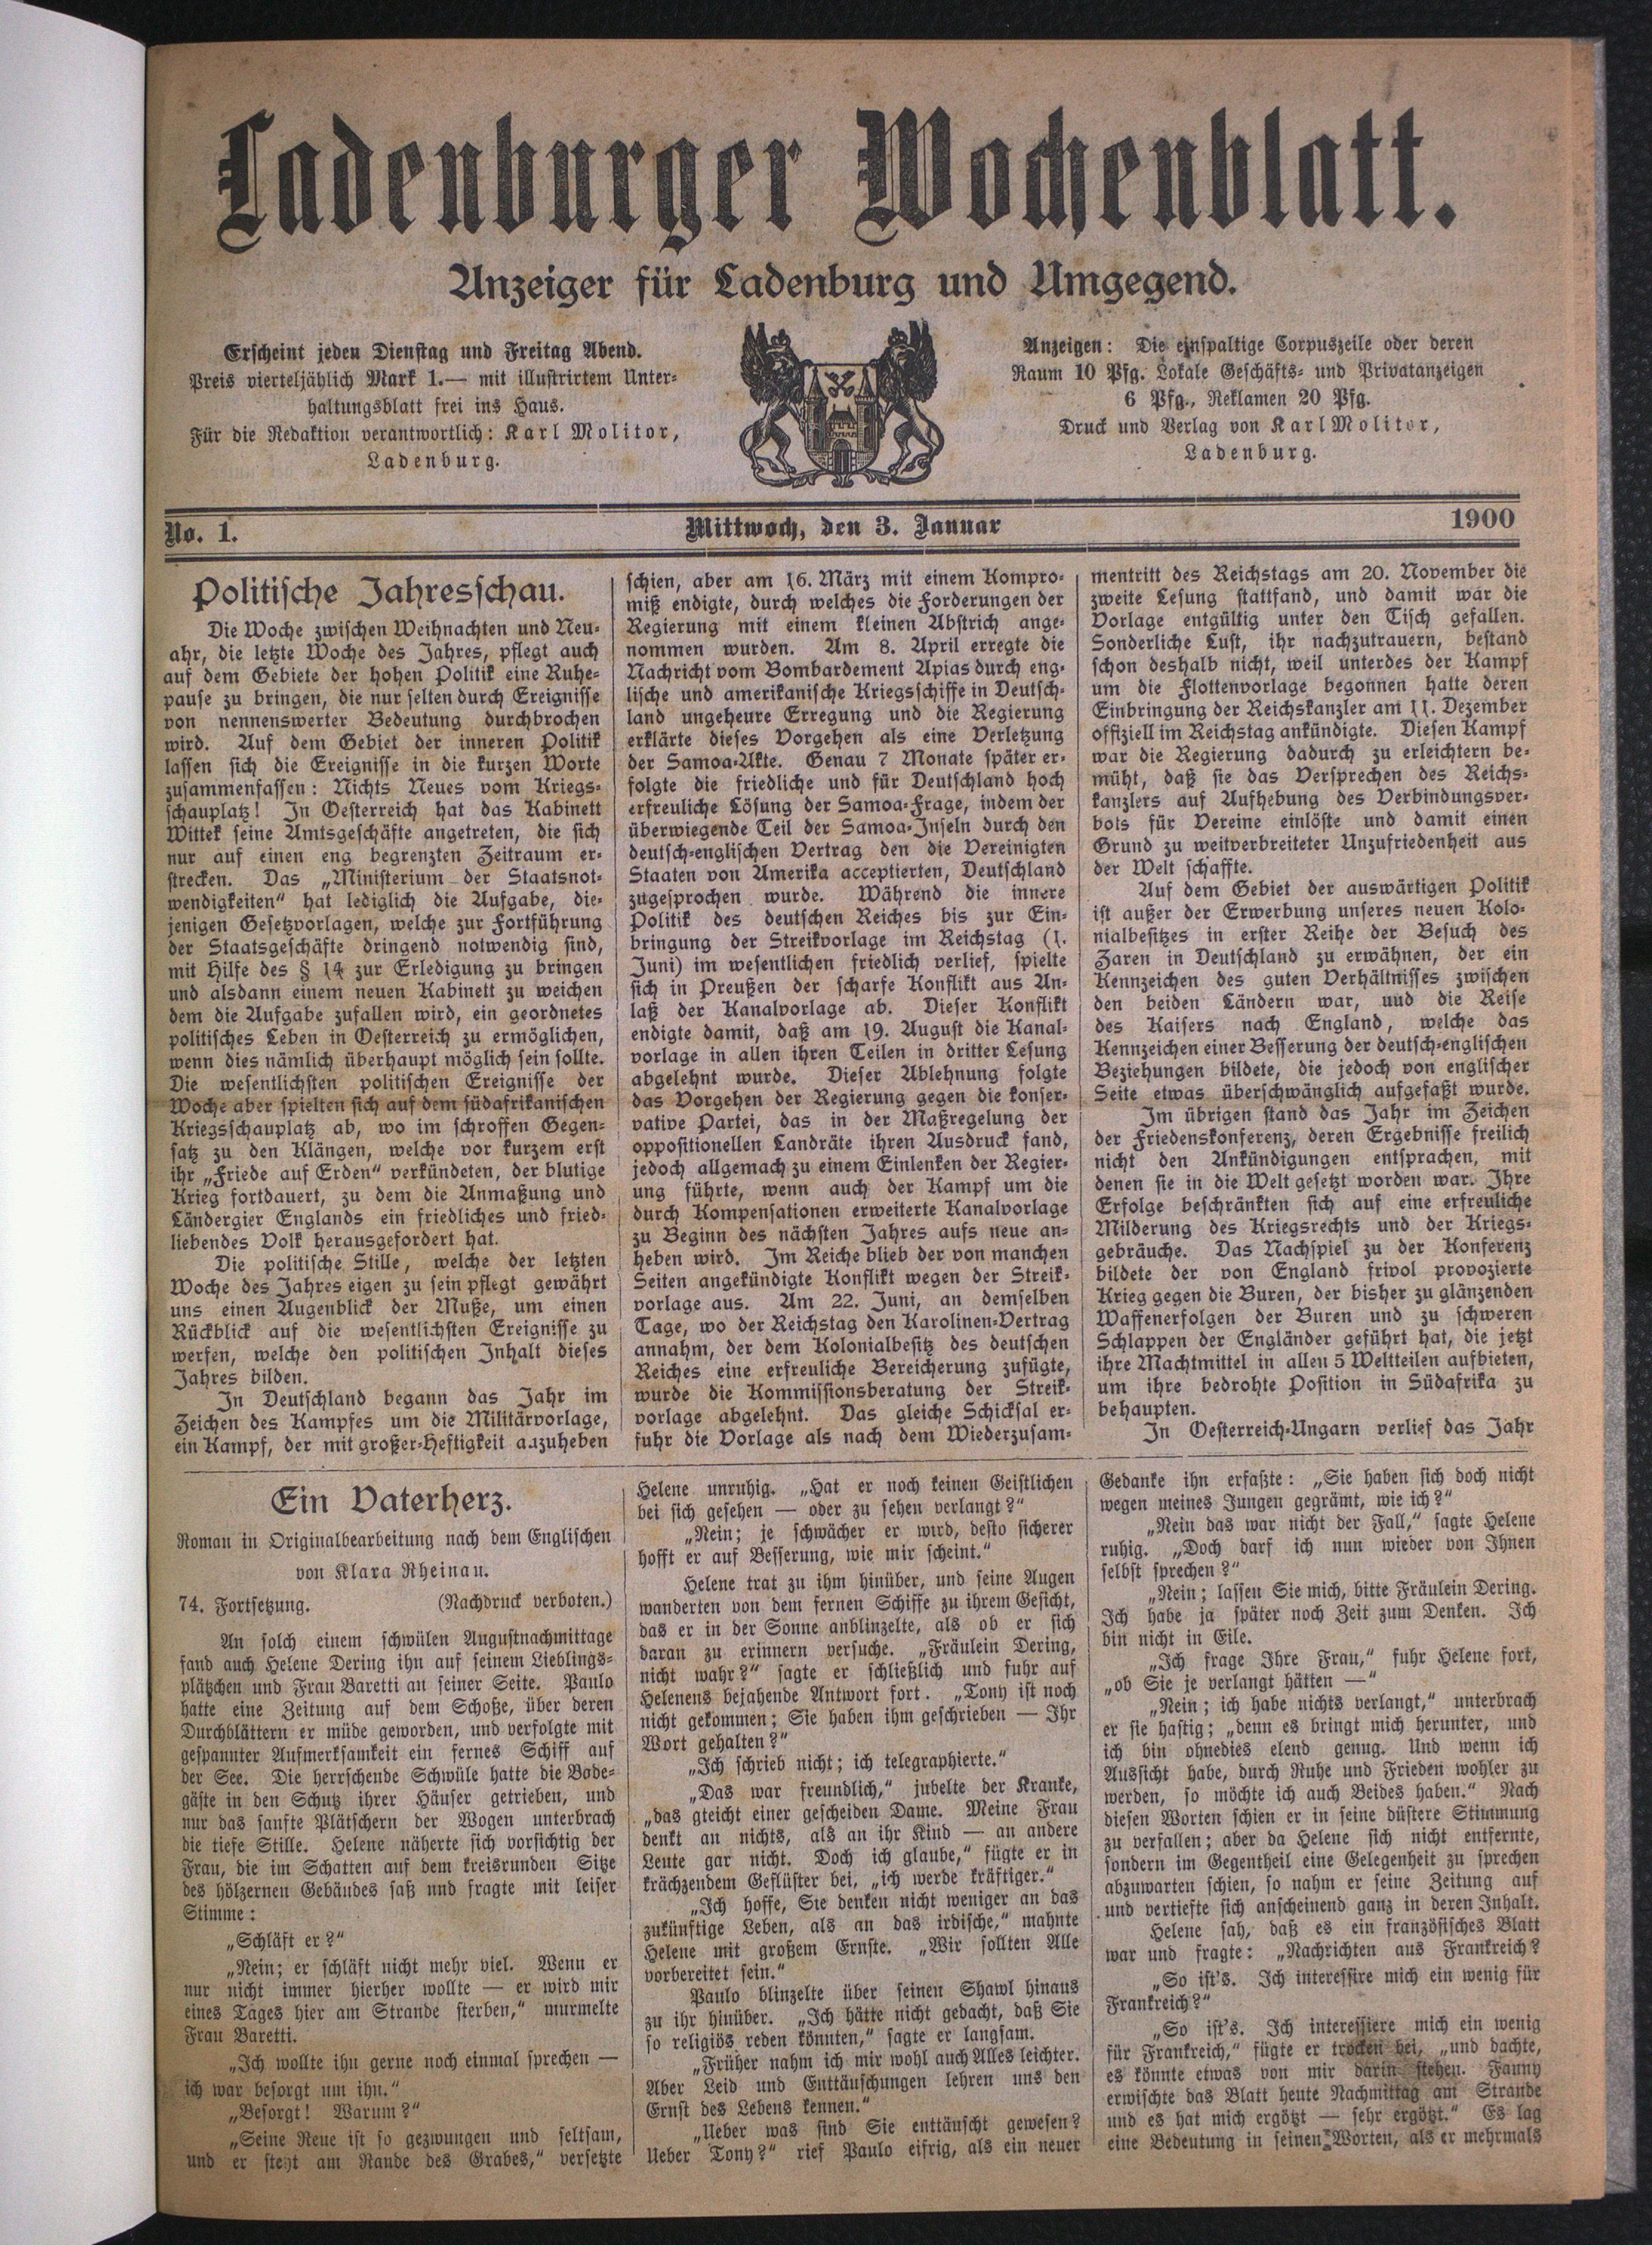 Ladenburger Wochenblatt.
Anzeiger für Ladenburg und Umgegend.
Erscheint jeden Dienstag und Freitag Abend.
Preis vierteljählich Mark 1.— mit illustrirtem Unter-
haltungsblatt frei ins Haus.
Für die Redaktion verantwortlich: Karl Molitor,
Ladenburg.
Anzeigen: Die einspaltige Corpuszeile oder deren
Raum 10 Pfg. Lokale Geschäfts- und Privatanzeigen
6 Pfg., Reklamen 20 Pfg.
Druck und Verlag von Karl Molitor,
Ladenburg.
No. 1.
Mittwoch, den 3. Januar
1900
Politische Jahresschau.
Die Woche zwischen Weihnachten und Neu-
ahr, die letzte Woche des Jahres, pflegt auch
auf dem Gebiete der hohen Politik eine Ruhe-
pause zu bringen, die nur selten durch Ereignisse
von nennenswerter Bedeutung durchbrochen
wird. Auf dem Gebiet der inneren Politik
lassen sich die Ereignisse in die kurzen Worte
zusammenfassen: Nichts Neues vom Kriegs-
schauplatz! In Oesterreich hat das Kabinett
Wittek seine Amtsgeschäfte angetreten, die sich
nur auf einen eng begrenzten Zeitraum er-
strecken. Das „Ministerium der Staatsnot-
wendigkeiten“ hat lediglich die Aufgabe, die-
jenigen Gesetzvorlagen, welche zur Fortführung
der Staatsgeschäfte dringend notwendig sind,
mit Hilfe des § 14 zur Erledigung zu bringen
und alsdann einem neuen Kabinett zu weichen
dem die Aufgabe zufallen wird, ein geordnetes
politisches Leben in Oesterreich zu ermöglichen,
wenn dies nämlich überhaupt möglich sein sollte.
Die wesentlichsten politischen Ereignisse der
Woche aber spielten sich auf dem südafrikanischen
Kriegsschauplatz ab, wo im schroffen Gegen-
satz zu den Klängen, welche vor kurzem erst
ihr „Friede auf Erden“ verkündeten, der blutige
Krieg fortdauert, zu dem die Anmaßung und
Ländergier Englands ein friedliches und fried-
liebendes Volk herausgefordert hat.
Die politische Stille, welche der letzten
Woche des Jahres eigen zu sein pflegt gewährt
uns einen Augenblick der Muße, um einen
Rückblick auf die wesentlichsten Ereignisse zu
werfen, welche den politischen Inhalt dieses
Jahres bilden.
In Deutschland begann das Jahr im
Zeichen des Kampfes um die Militärvorlage,
ein Kampf, der mit großer-Heftigkeit anzuheben
schien, aber am 16. März mit einem Kompro-
miß endigte, durch welches die Forderungen der
Regierung mit einem kleinen Abstrich ange-
nommen wurden. Am 8. April erregte die
Nachricht vom Bombardement Apias durch eng-
lische und amerikanische Kriegsschiffe in Deutsch-
land ungeheure Erregung und die Regierung
erklärte dieses Vorgehen als eine Verletzung
der Samoa-Akte. Genau 7 Monate später er-
folgte die friedliche und für Deutschland hoch
erfreuliche Lösung der Samoa-Frage, indem der
überwiegende Teil der Samoa-Inseln durch den
deutsch-englischen Vertrag den die Vereinigten
Staaten von Amerika acceptierten, Deutschland
zugesprochen wurde. Während die innere
Politik des deutschen Reiches bis zur Ein-
bringung der Streikvorlage im Reichstag (1.
Juni) im wesentlichen friedlich verlief, spielte
sich in Preußen der scharfe Konflikt aus An-
laß der Kanalvorlage ab. Dieser Konflikt
endigte damit, daß am 19. August die Kanal-
vorlage in allen ihren Teilen in dritter Lesung
abgelehnt wurde. Dieser Ablehnung folgte
das Vorgehen der Regierung gegen die konser-
vative Partei, das in der Maßregelung der
oppositionellen Landräte ihren Ausdruck fand,
jedoch allgemach zu einem Einlenken der Regier-
ung führte, wenn auch der Kampf um die
durch Kompensationen erweiterte Kanalvorlage
zu Beginn des nächsten Jahres aufs neue an-
heben wird. Im Reiche blieb der von manchen
Seiten angekündigte Konflikt wegen der Streik-
vorlage aus. Am 22. Juni, an demselben
Tage, wo der Reichstag den Karolinen-Vertrag
annahm, der dem Kolonialbesitz des deutschen
Reiches eine erfreuliche Bereicherung zufügte,
wurde die Kommissionsberatung der Streik-
vorlage abgelehnt. Das gleiche Schicksal er-
fuhr die Vorlage als nach dem Wiederzusam-
mentritt des Reichstags am 20. November die
zweite Lesung stattfand, und damit war die
Vorlage entgültig unter den Tisch gefallen.
Sonderliche Lust, ihr nachzutrauern, bestand
schon deshalb nicht, weil unterdes der Kampf
um die Flottenvorlage begonnen hatte deren
Einbringung der Reichskanzler am 11. Dezember
offiziell im Reichstag ankündigte. Diesen Kampf
war die Regierung dadurch zu erleichtern be-
müht, daß sie das Versprechen des Reichs-
kanzlers auf Aufhebung des Verbindungsver-
bots für Vereine einlöste und damit einen
Grund zu weitverbreiteter Unzufriedenheit aus
der Welt schaffte.
Auf dem Gebiet der auswärtigen Politik
ist außer der Erwerbung unseres neuen Kolo-
nialbesitzes in erster Reihe der Besuch des
Zaren in Deutschland zu erwähnen, der ein
Kennzeichen des guten Verhältnisses zwischen
den beiden Ländern war, und die Reise
des Kaisers nach England, welche das
Kennzeichen einer Besserung der deutsch-englischen
Beziehungen bildete, die jedoch von englischer
Seite etwas überschwänglich aufgefaßt wurde.
Im übrigen stand das Jahr im Zeichen
der Friedenskonferenz, deren Ergebnisse freilich
nicht den Ankündigungen entsprachen, mit
denen sie in die Welt gesetzt worden war. Ihre
Erfolge beschränkten sich auf eine erfreuliche
Milderung des Kriegsrechts und der Kriegs-
gebräuche. Das Nachspiel zu der Konferenz
bildete der von England frivol provozierte
Krieg gegen die Buren, der bisher zu glänzenden
Waffenerfolgen der Buren und zu schweren
Schlappen der Engländer geführt hat, die jetzt
ihre Machtmittel in allen 5 Weltteilen aufbieten,
um ihre bedrohte Position in Südafrika zu
behaupten.
In Oesterreich-Ungarn verlief das Jahr
Ein Vaterherz.
Roman in Originalbearbeitung nach dem Englischen
von Klara Rheinau.
74. Fortsetzung. (Nachdruck verboten.)
An solch einem schwülen Augustnachmittage
fand auch Helene Dering ihn auf seinem Lieblings-
plätzchen und Frau Baretti an seiner Seite. Paulo
hatte eine Zeitung auf dem Schoße, über deren
Durchblättern er müde geworden, und verfolgte mit
gespannter Aufmerksamkeit ein fernes Schiff auf
der See. Die herrschende Schwüle hatte die Bade-
gäste in den Schutz ihrer Häuser getrieben, und
nur das sanfte Plätschern der Wogen unterbrach
die tiefe Stille. Helene näherte sich vorsichtig der
Frau, die im Schatten auf dem kreisrunden Sitze
des hölzernen Gebäudes saß und fragte mit leiser
Stimme:
„Schläft er?“
„Nein; er schläft nicht mehr viel. Wenn er
nur nicht immer hierher wollte — er wird mir
eines Tages hier am Strande sterben,“ murmelte
Frau Baretti.
„Ich wollte ihn gerne noch einmal sprechen —
ich war besorgt um ihn.“
„Besorgt! Warum?“
„Seine Reue ist so gezwungen und seltsam,
und er steht am Rande des Grabes,“ versetzte
Helene unruhig. „Hat er noch keinen Geistlichen
bei sich gesehen — oder zu sehen verlangt?“
„Nein; je schwächer er wird, desto sicherer
hofft er auf Besserung, wie mir scheint.“
Helene trat zu ihm hinüber, und seine Augen
wanderten von dem fernen Schiffe zu ihrem Gesicht,
das er in der Sonne anblinzelte, als ob er sich
daran zu erinnern versuche. „Fräulein Dering,
nicht wahr?“ sagte er schließlich und fuhr auf
Helenens bejahende Antwort fort. „Tony ist noch
nicht gekommen; Sie haben ihm geschrieben — Ihr
Wort gehalten?“
„Ich schrieb nicht; ich telegraphierte.“
„Das war freundlich,“ jubelte der Kranke,
„das gteicht einer gescheiden Dame. Meine Frau
denkt an nichts, als an ihr Kind — an andere
Leute gar nicht. Doch ich glaube,“ fügte er in
krächzendem Geflüster bei, „ich werde kräftiger.“
„Ich hoffe, Sie denken nicht weniger an das
zukünftige Leben, als an das irdische,“ mahnte
Helene mit großem Ernste. „Wir sollten Alle
vorbereitet sein.“
Paulo blinzelte über seinen Shawl hinaus
zu ihr hinüber. „Ich hätte nicht gedacht, daß Sie
so religiös reden könnten,“ sagte er langsam.
„Früher nahm ich mir wohl auch Alles leichter.
Aber Leid und Enttäuschungen lehren uns den
Ernst des Lebens kennen.“
„Ueber was sind Sie enttäuscht gewesen?
Ueber Tony?“ rief Paulo eifrig, als ein neuer
Gedanke ihn erfaßte: „Sie haben sich doch nicht
wegen meines Jungen gegrämt, wie ich?“
„Nein das war nicht der Fall,“ sagte Helene
ruhig. „Doch darf ich nun wieder von Ihnen
selbst sprechen?“
„Nein; lassen Sie mich, bitte Fräulein Dering.
Ich habe ja später noch Zeit zum Denken. Ich
bin nicht in Eile.
„Ich frage Ihre Frau,“ fuhr Helene fort,
„ob Sie je verlangt hätten —“
„Nein; ich habe nichts verlangt,“ unterbrach
er sie hastig; „denn es bringt mich herunter, und
ich bin ohnedies elend genug. Und wenn ich
Aussicht habe, durch Ruhe und Frieden wohler zu
werden, so möchte ich auch Beides haben.“ Nach
diesen Worten schien er in seine düstere Stimmung
zu verfallen; aber da Helene sich nicht entfernte,
sondern im Gegentheil eine Gelegenheit zu sprechen
abzuwarten schien, so nahm er seine Zeitung auf
und vertiefte sich anscheinend ganz in deren Inhalt.
Helene sah, daß es ein französisches Blatt
war und fragte: „Nachrichten aus Frankreich?
„So ist's. Ich interessire mich ein wenig für
Frankreich?“
„So ist's. Ich interessiere mich ein wenig
für Frankreich,“ fügte er trocken bei, „und dachte,
es könnte etwas von mir darin stehen. Fanny
erwischte das Blatt heute Nachmittag am Strande
und es hat mich ergötzt — sehr ergötzt.“ Es lag
eine Bedeutung in seinen Worten, als er mehrmals